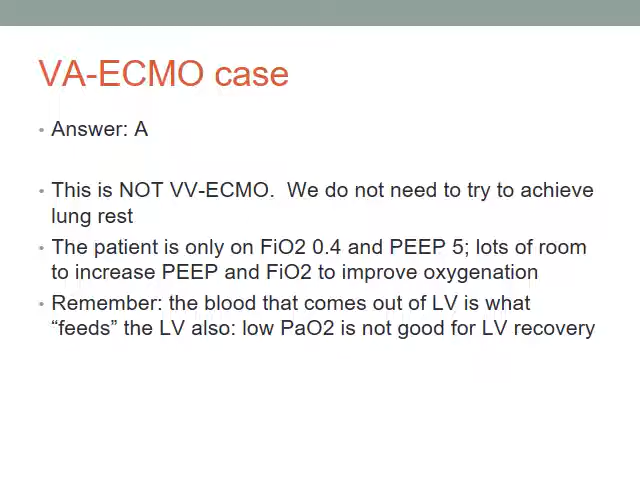 VA-ECMO case
• Answer: A
• This is NOT VV-ECMO.  We do not need to try to achieve
lung rest
• The patient is only on FiO2 0.4 and PEEP 5; lots of room
to increase PEEP and FiO2 to improve oxygenation
• Remember: the blood that comes out of LV is what
“feeds” the LV also: low PaO2 is not good for LV recovery